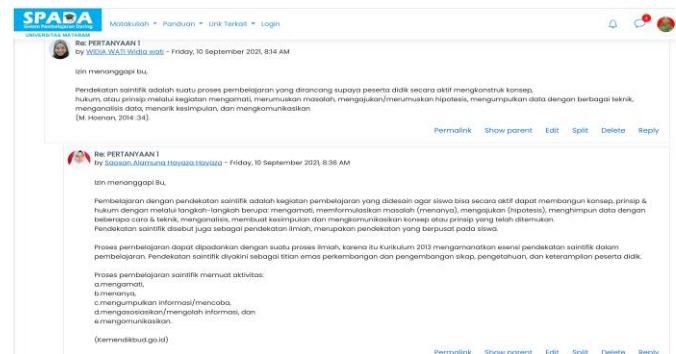 SPADA
Sistem Pembelajaran Daring
UNIVERSITAS MATARAM
Matakuliah Panduan Link Terkait Login
Re: PERTANYAAN 1
by WIDIA WATI Widia wati - Friday, 10 September 2021, 8:14 AM
Izin menanggapi bu,
Pendekatan saintifik adalah suatu proses pembelajaran yang dirancang supaya peserta didik secara aktif mengkonstruk konsep,
hukum, atau prinsip melalui kegiatan mengamati, merumuskan masalah, mengajukan/merumuskan hipotesis, mengumpulkan data dengan berbagai teknik,
menganalisis data, menarik kesimpulan, dan mengkomunikasikan
(M. Hosnan, 2014 :34).
Permalink Show parent Edit Split Delete Reply
Re: PERTANYAAN 1
by Saosan Alamuna Hayaza Hayaza - Friday, 10 September 2021, 8:36 AM
Izin menanggapi Bu,
Pembelajaran dengan pendekatan saintifik adalah kegiatan pembelajaran yang didesain agar siswa bisa secara aktif dapat membangun konsep, prinsip &
hukum dengan melalui langkah-langkah berupa: mengamati, memformulasikan masalah (menanya), mengajukan (hipotesis), menghimpun data dengan
beberapa cara & teknik, menganalisis, membuat kesimpulan dan mengkomunikasikan konsep atau prinsip yang telah ditemukan.
Pendekatan saintifik disebut juga sebagai pendekatan ilmiah, merupakan pendekatan yang berpusat pada siswa.
Proses pembelajaran dapat dipadankan dengan suatu proses ilmiah, karena itu Kurikulum 2013 mengamanatkan esensi pendekatan saintifik dalam
pembelajaran. Pendekatan saintifik diyakini sebagai titian emas perkembangan dan pengembangan sikap, pengetahuan, dan keterampilan peserta didik.
Proses pembelajaran saintifik memuat aktivitas:
a.mengamati,
b.menanya,
c.mengumpulkan informasi/mencoba,
d.mengasosiasikan/mengolah informasi, dan
e.mengomunikasikan.
(Kemendikbud.go.id)
Permalink Show parent Edit Split Delete Reply